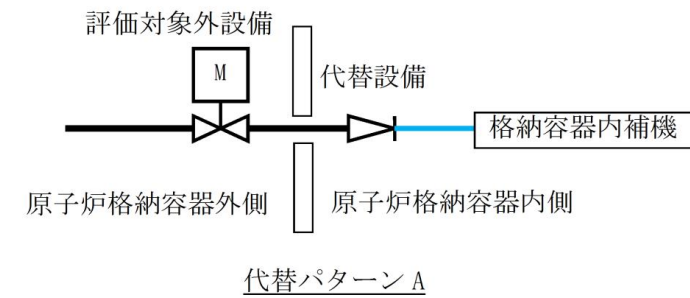 評価対象外設備
M
代替設備
格納容器内補機
原子炉格納容器外側
原子炉格納容器内側
代替パターン A